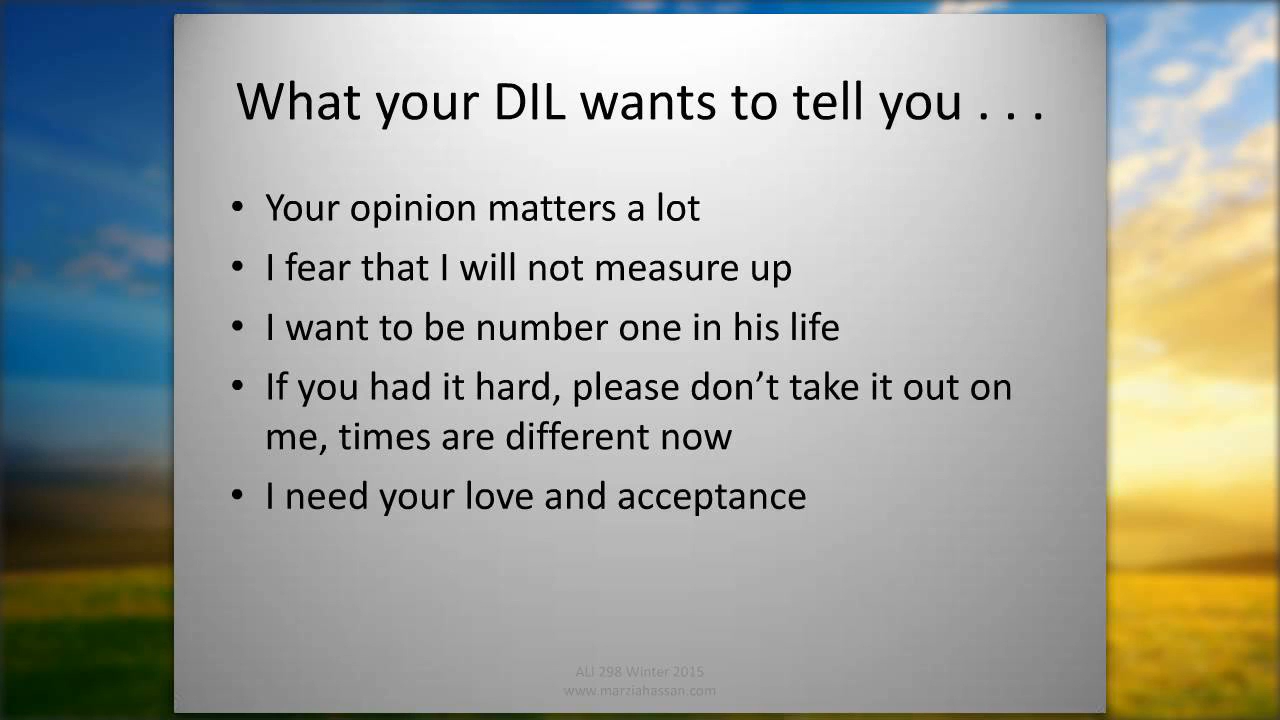 What your DIL wants to tell you . . .
• Your opinion matters a lot
• I fear that I will not measure up
• I want to be number one in his life
• If you had it hard, please don’t take it out on
me, times are different now
• I need your love and acceptance
ALI 298 Winter 2015
www.marziahassan.com